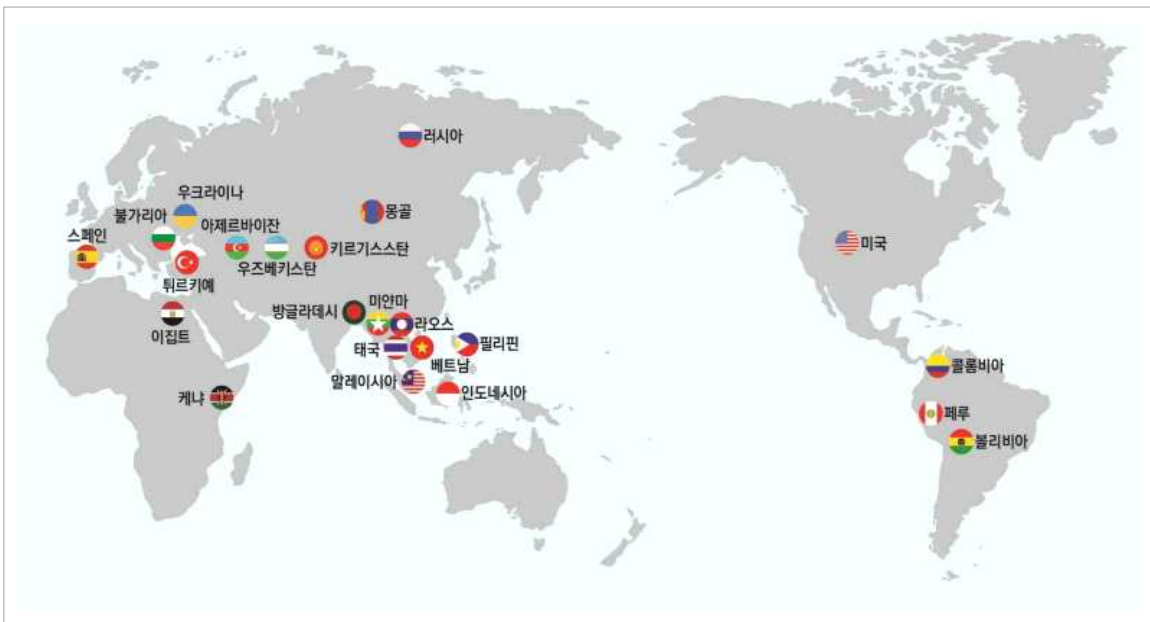 러시아
우크라이나
몽골
불가리아
아제르바이잔
스페인
키르기스스탄
미국
우즈베키스탄
튀르키예
미얀마
방글라데시
라오스
이집트
필리핀
태국
베트남
콜롬비아
말레이시아
인도네시아
케냐
페루
볼리비아